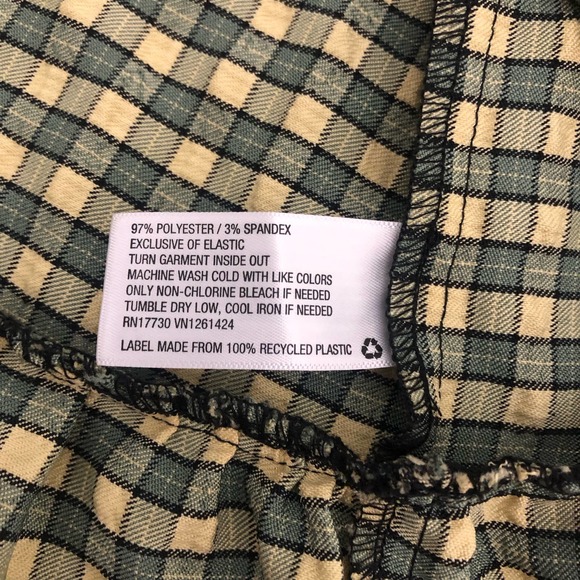 97% POLYESTER / 3% SPANDEX
EXCLUSIVE OF ELASTIC
TURN GARMENT INSIDE OUT
MACHINE WASH COLD WITH LIKE COLORS
ONLY NON-CHLORINE BLEACH IF NEEDED
TUMBLE DRY LOW, COOL IRON IF NEEDED
RN17730 VN1261424
LABEL MADE FROM 100% RECYCLED PLASTIC